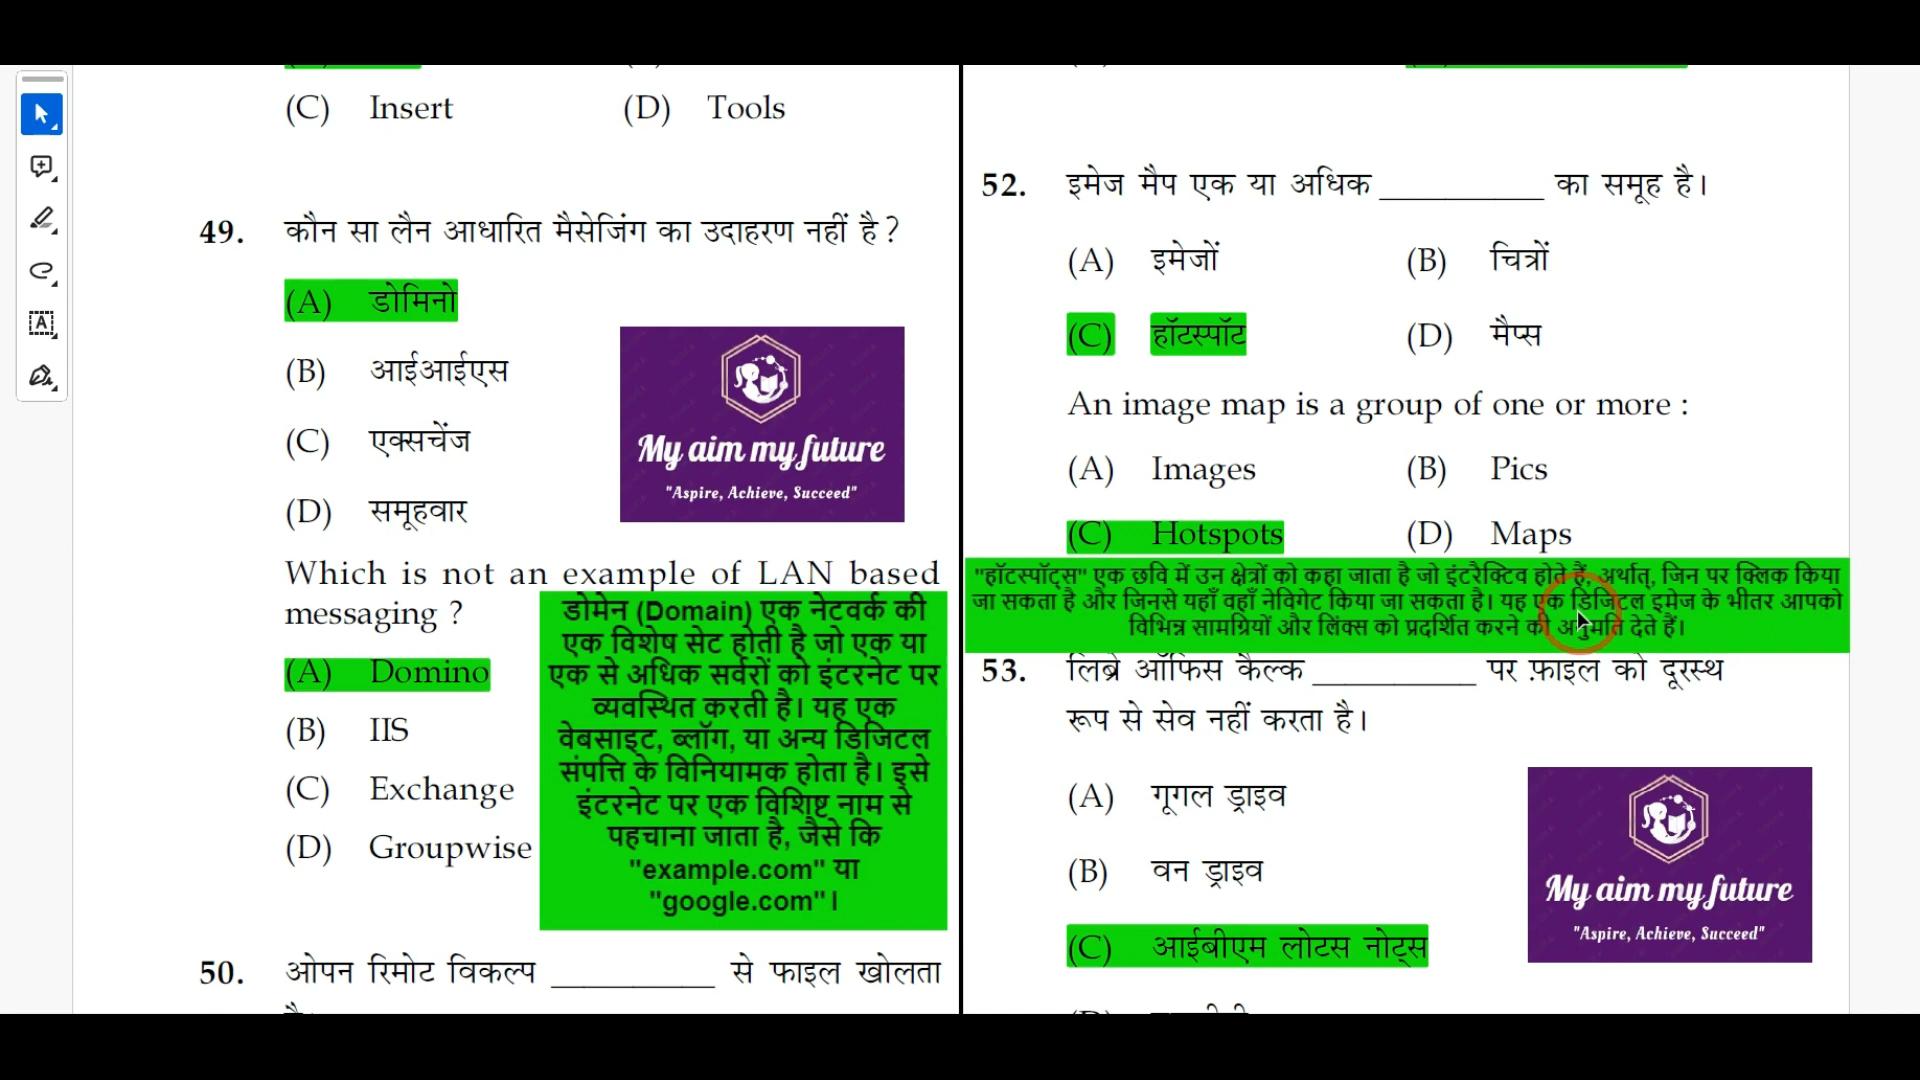 (C) Insert (D) Tools
49. कौन सा लैन आधारित मैसेजिंग का उदाहरण नहीं है ?
(A) डोमिनो
(B) आईआईएस
(C) एक्सचेंज
(D) समूहवार
My aim my future
"Aspire, Achieve, Succeed"
Which is not an example of LAN based
messaging ?
(A) Domino
(B) IIS
(C) Exchange
(D) Groupwise
डोमेन (Domain) एक नेटवर्क की
एक विशेष सेट होती है जो एक या
एक से अधिक सर्वरों को इंटरनेट पर
व्यवस्थित करती है। यह एक
वेबसाइट, ब्लॉग, या अन्य डिजिटल
संपत्ति के विनियामक होता है। इसे
इंटरनेट पर एक विशिष्ट नाम से
पहचाना जाता है, जैसे कि
"example.com" या
"google.com"।
50. ओपन रिमोट विकल्प __________ से फाइल खोलता
52. इमेज मैप एक या अधिक __________ का समूह है।
(A) इमेजों (B) चित्रों
(C) हॉटस्पॉट (D) मैप्स
An image map is a group of one or more :
(A) Images (B) Pics
(C) Hotspots (D) Maps
"हॉटस्पॉट्स" एक छवि में उन क्षेत्रों को कहा जाता है जो इंटरैक्टिव होते हैं, अर्थात्, जिन पर क्लिक किया
जा सकता है और जिनसे यहाँ वहाँ नेविगेट किया जा सकता है। यह एक डिजिटल इमेज के भीतर आपको
विभिन्न सामग्रियों और लिंक्स को प्रदर्शित करने की अनुमति देते हैं।
53. लिब्रे ऑफिस कैल्क __________ पर फ़ाइल को दूरस्थ
रूप से सेव नहीं करता है।
(A) गूगल ड्राइव
(B) वन ड्राइव
(C) आईबीएम लोटस नोट्स
My aim my future
"Aspire, Achieve, Succeed"